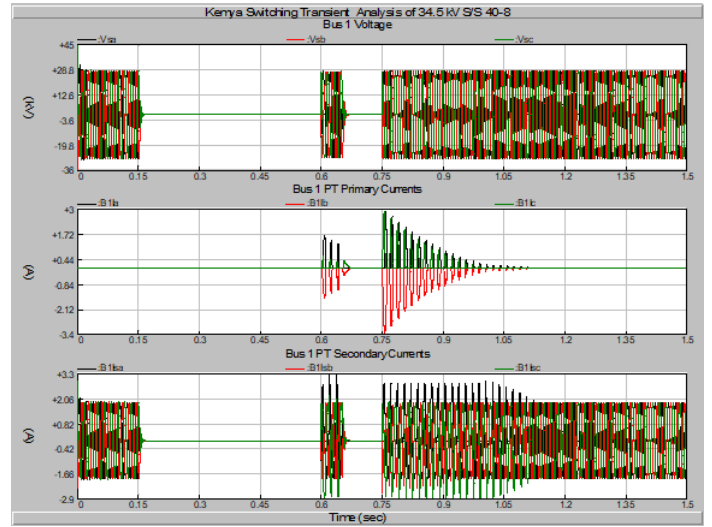 Kemya Switching Transient Analysis of 34.5 kV S/S 40-8
Bus 1 Voltage
:Vsa :Vsb :Vsc
+45
+28.8
+12.6
-3.6
-19.8
-36
(kV)
0 0.15 0.3 0.45 0.6 0.75 0.9 1.05 1.2 1.35 1.5
Bus 1 PT Primary Currents
:B1Ia :B1Ib :B1Ic
+3
+1.72
+0.44
-0.84
-2.12
-3.4
(A)
0 0.15 0.3 0.45 0.6 0.75 0.9 1.05 1.2 1.35 1.5
Bus 1 PT Secondary Currents
:B1Isa :B1Isb :B1Isc
+3.3
+2.06
+0.82
-0.42
-1.66
-2.9
(A)
0 0.15 0.3 0.45 0.6 0.75 0.9 1.05 1.2 1.35 1.5
Time (sec)